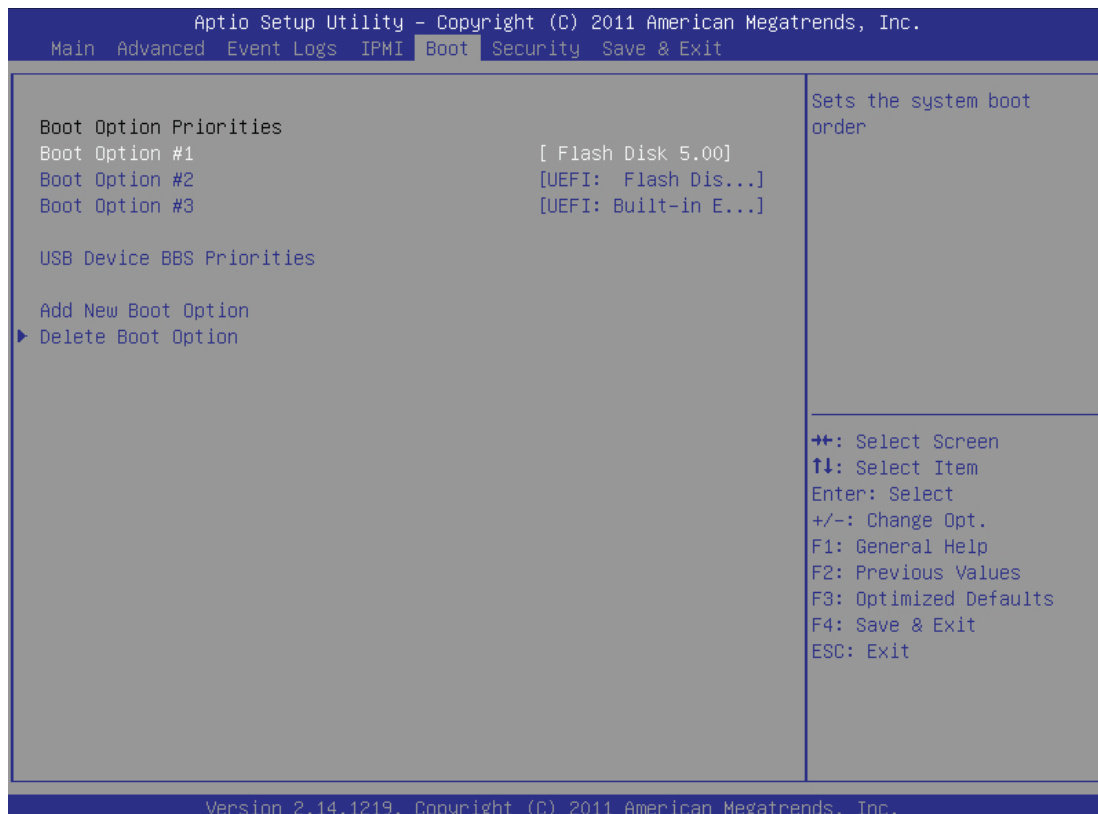 Aptio Setup Utility – Copyright (C) 2011 American Megatrends, Inc.
Main Advanced Event Logs IPMI Boot Security Save & Exit
Boot Option Priorities
Boot Option #1 [ Flash Disk 5.00]
Boot Option #2 [UEFI:  Flash Dis...]
Boot Option #3 [UEFI: Built-in E...]
USB Device BBS Priorities
Add New Boot Option
▶ Delete Boot Option
Sets the system boot
order
→←: Select Screen
↑↓: Select Item
Enter: Select
+/-: Change Opt.
F1: General Help
F2: Previous Values
F3: Optimized Defaults
F4: Save & Exit
ESC: Exit
Version 2.14.1219. Copyright (C) 2011 American Megatrends, Inc.